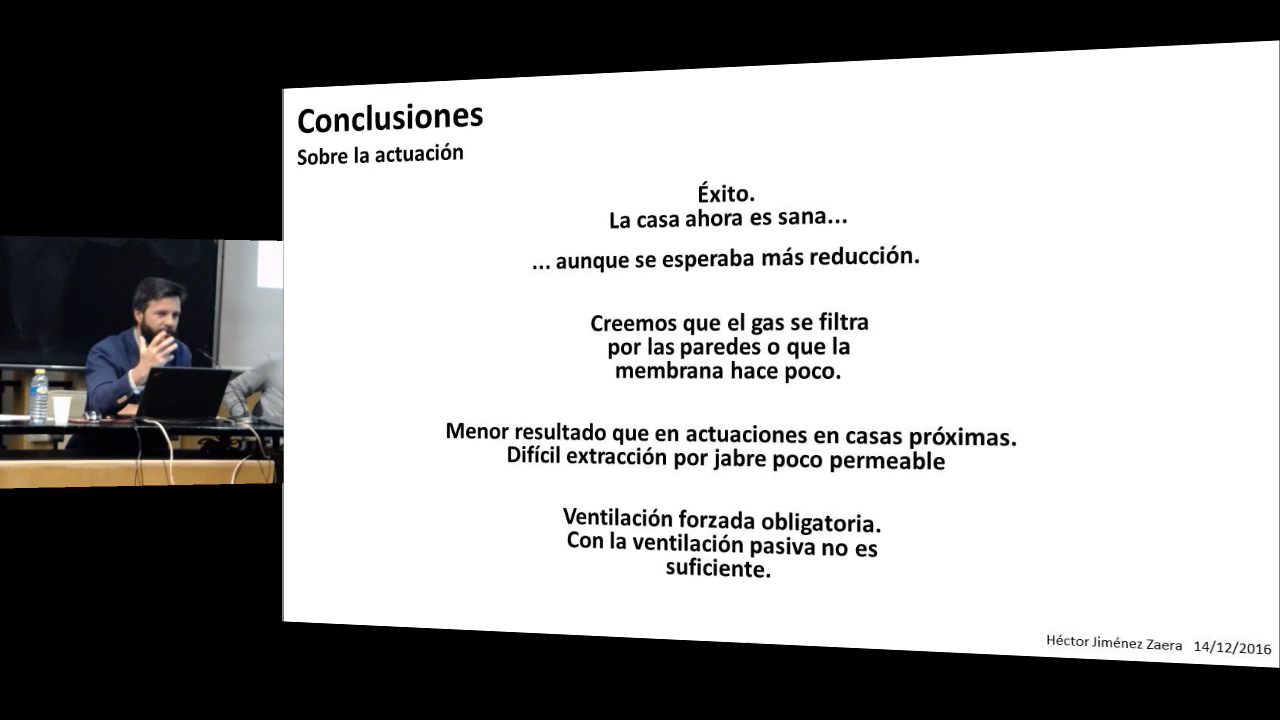 Conclusiones
Sobre la actuación
Éxito.
La casa ahora es sana...
... aunque se esperaba más reducción.
Creemos que el gas se filtra
por las paredes o que la
membrana hace poco.
Menor resultado que en actuaciones en casas próximas.
Difícil extracción por jabre poco permeable
Ventilación forzada obligatoria.
Con la ventilación pasiva no es
suficiente.
Héctor Jiménez Zaera 14/12/2016